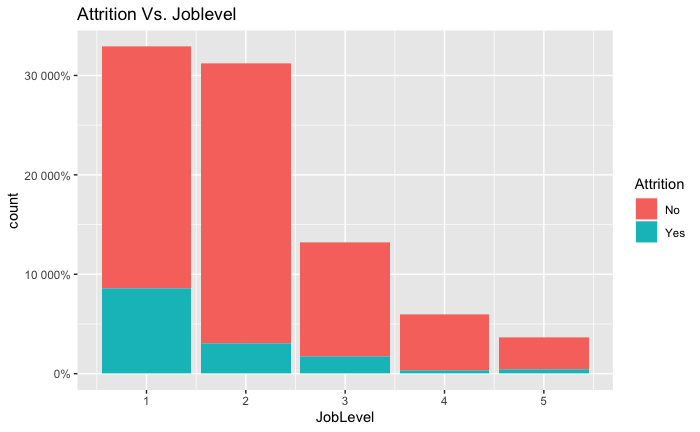 Attrition Vs. Joblevel
30 000%
20 000%
10 000%
0%
count
1 2 3 4 5
JobLevel
Attrition
No
Yes